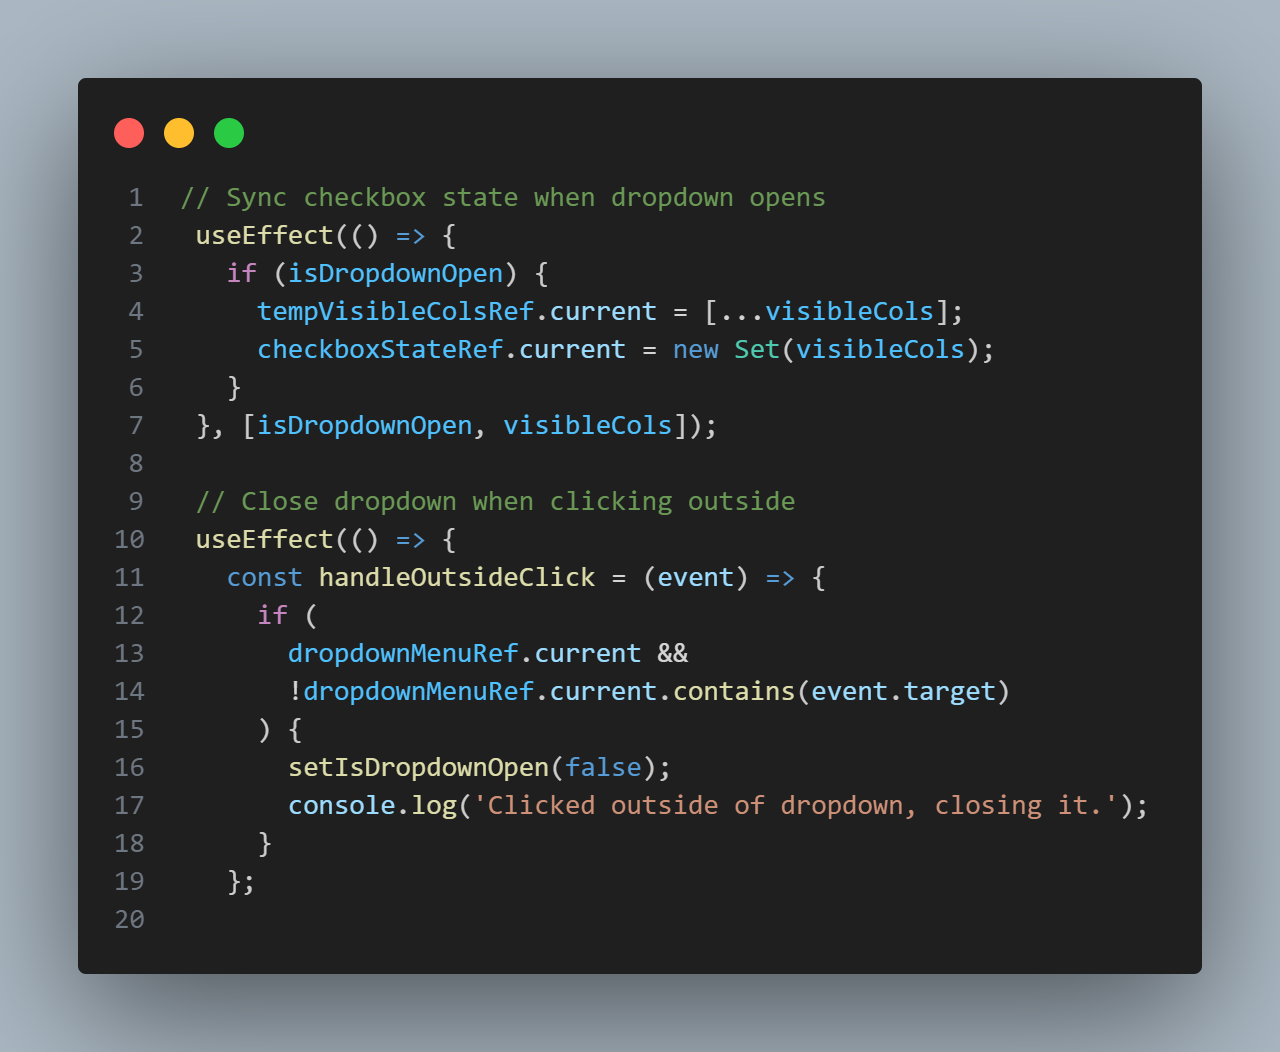 1 // Sync checkbox state when dropdown opens
2  useEffect(() => {
3    if (isDropdownOpen) {
4      tempVisibleColsRef.current = [...visibleCols];
5      checkboxStateRef.current = new Set(visibleCols);
6    }
7  }, [isDropdownOpen, visibleCols]);
8
9  // Close dropdown when clicking outside
10  useEffect(() => {
11    const handleOutsideClick = (event) => {
12      if (
13        dropdownMenuRef.current &&
14        !dropdownMenuRef.current.contains(event.target)
15      ) {
16        setIsDropdownOpen(false);
17        console.log('Clicked outside of dropdown, closing it.');
18      }
19    };
20